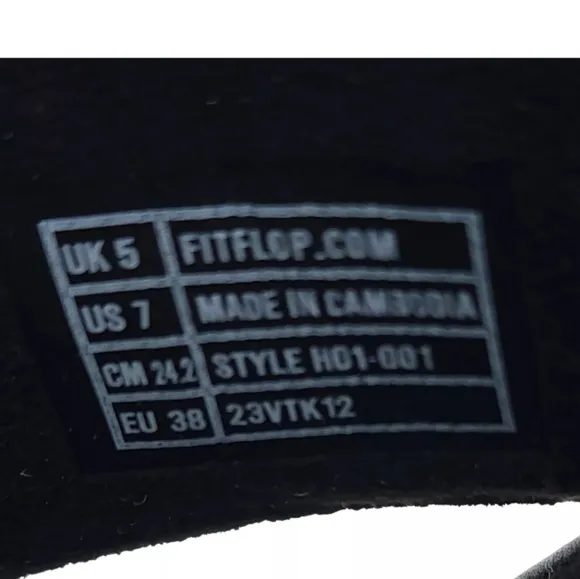 UK 5 FITFLOP.COM
US 7 MADE IN CAMBODIA
CM 24.2 STYLE H01-001
EU 38 23VTK12